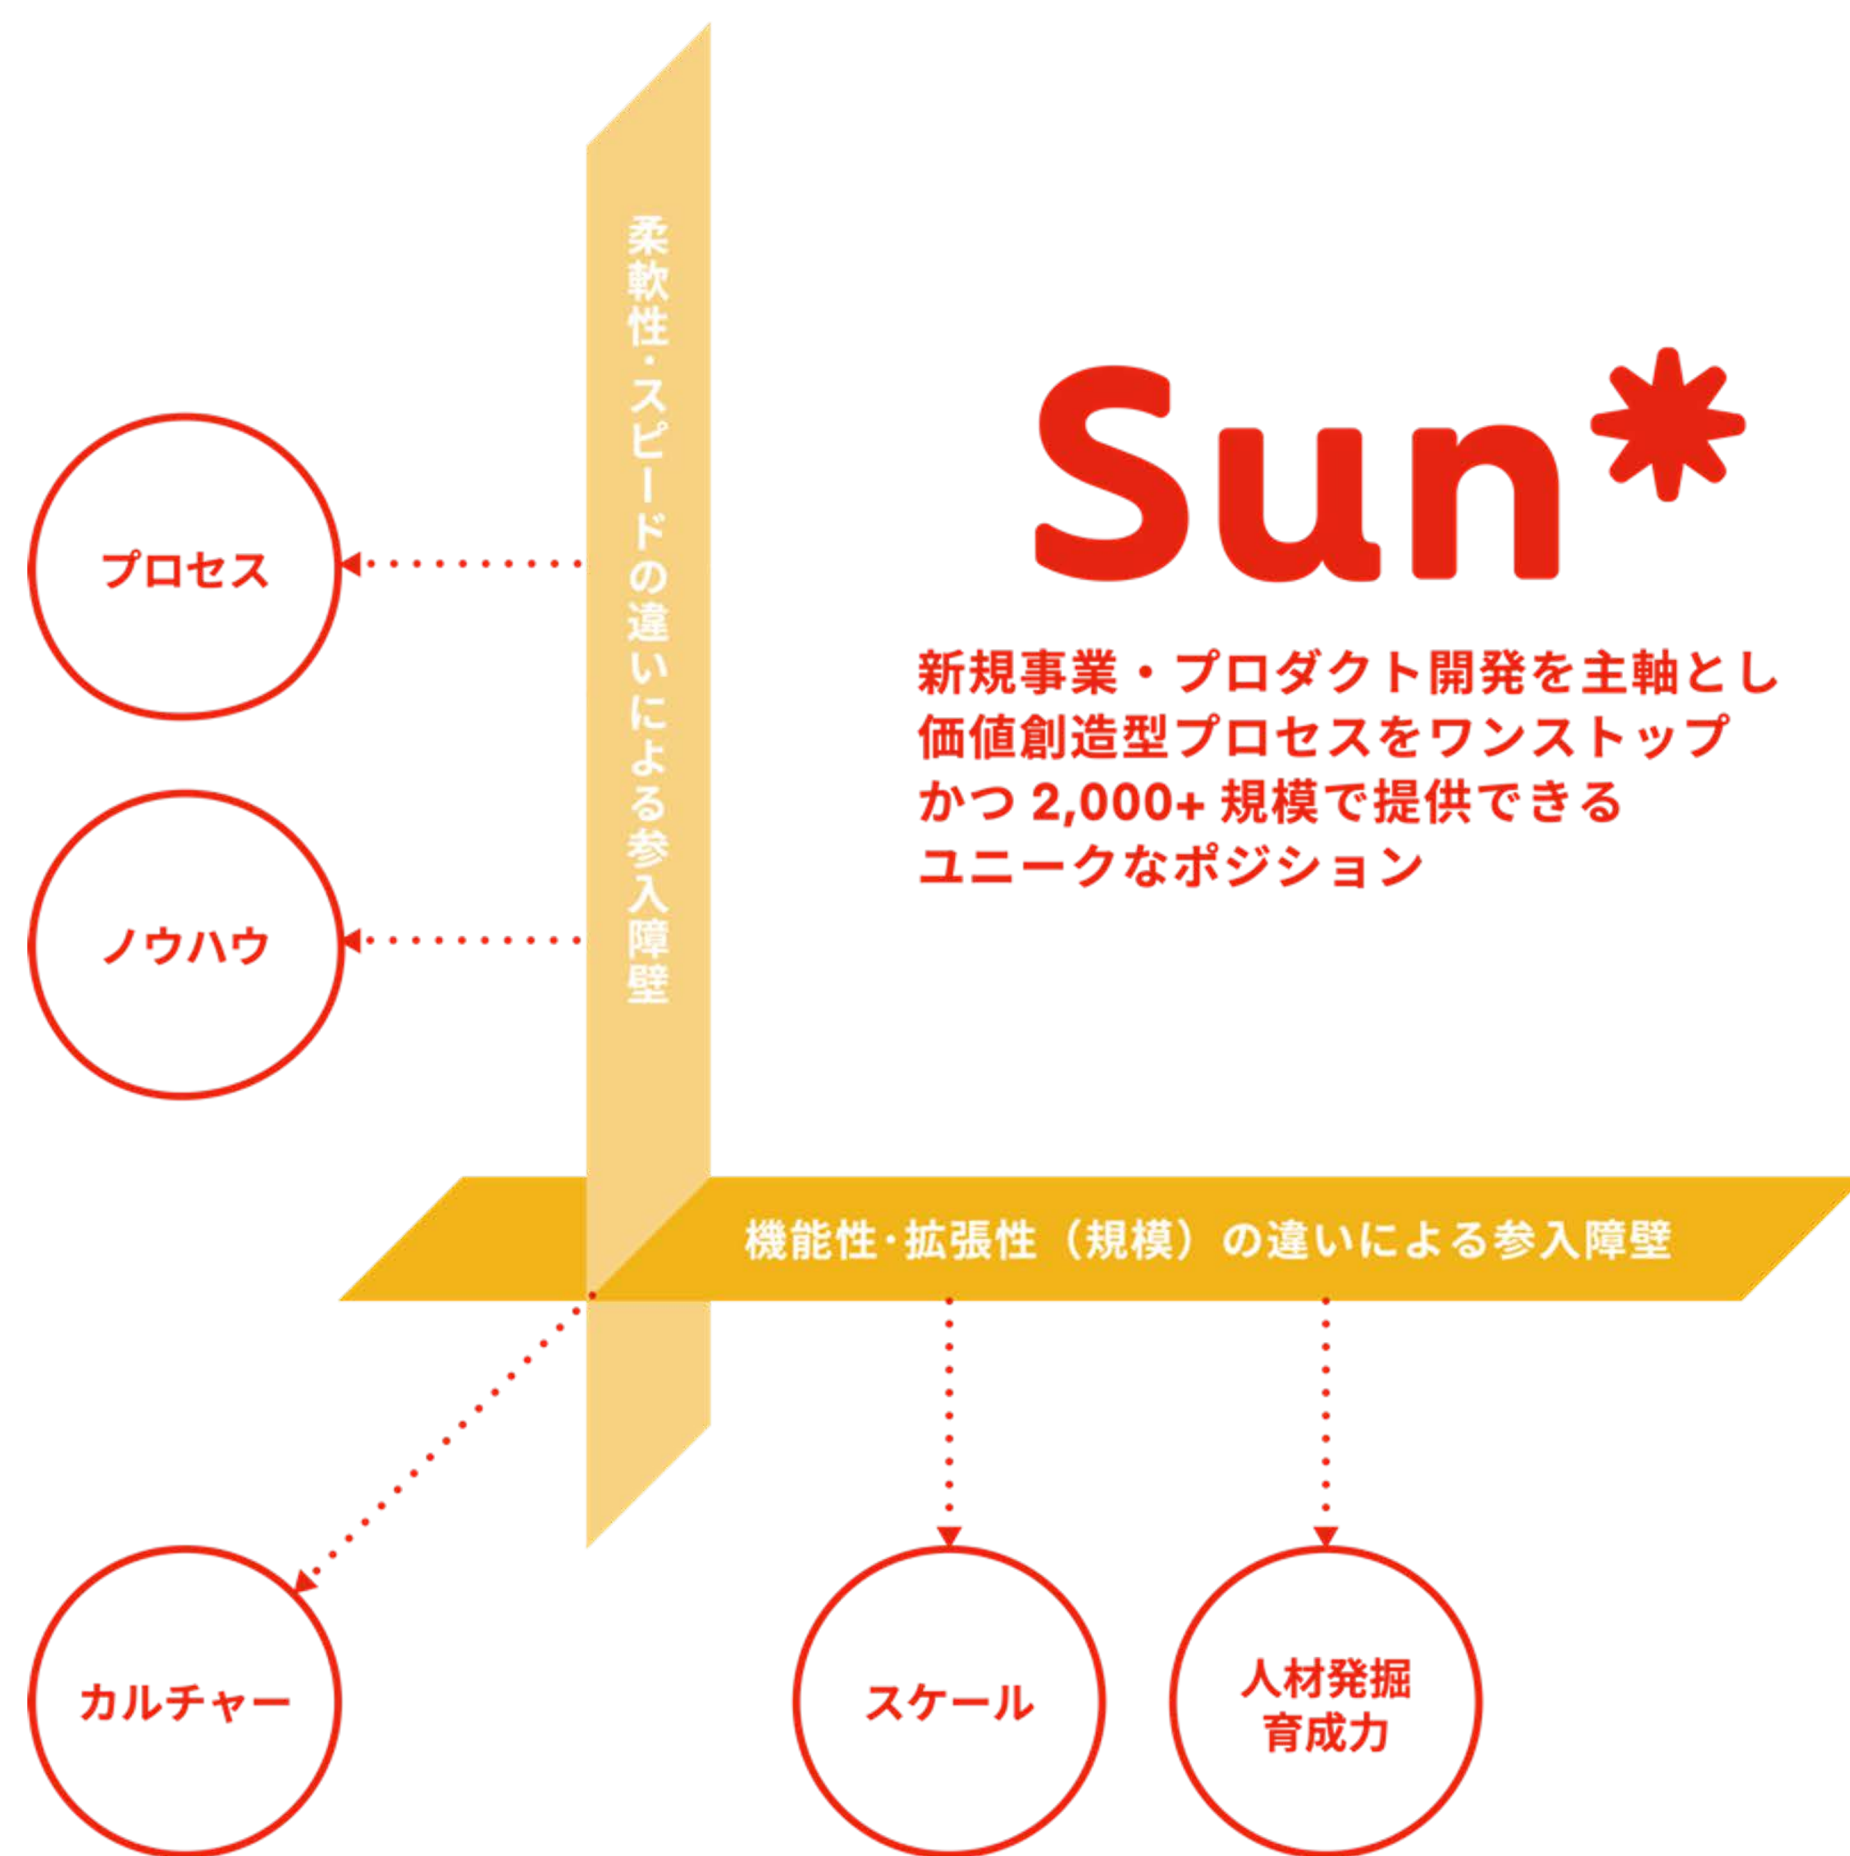 柔軟性・スピードの違いによる参入障壁
Sun*
新規事業・プロダクト開発を主軸とし
価値創造型プロセスをワンストップ
かつ 2,000+ 規模で提供できる
ユニークなポジション
プロセス
ノウハウ
機能性・拡張性（規模）の違いによる参入障壁
カルチャー
スケール
人材発掘
育成力